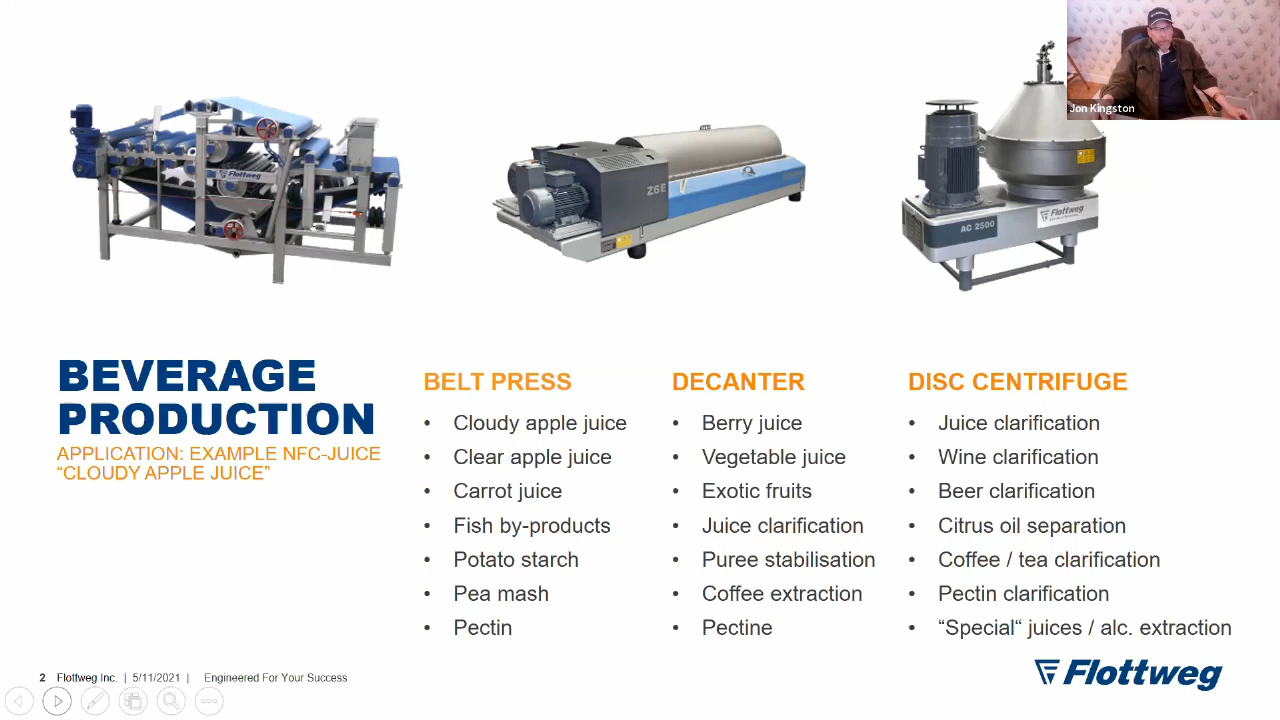 Jon Kingston
Flottweg
Z6E
Flottweg
AC 2500
BEVERAGE
PRODUCTION
APPLICATION: EXAMPLE NFC-JUICE
“CLOUDY APPLE JUICE”
BELT PRESS
• Cloudy apple juice
• Clear apple juice
• Carrot juice
• Fish by-products
• Potato starch
• Pea mash
• Pectin
DECANTER
• Berry juice
• Vegetable juice
• Exotic fruits
• Juice clarification
• Puree stabilisation
• Coffee extraction
• Pectine
DISC CENTRIFUGE
• Juice clarification
• Wine clarification
• Beer clarification
• Citrus oil separation
• Coffee / tea clarification
• Pectin clarification
• “Special“ juices / alc. extraction
2 Flottweg Inc. | 5/11/2021 | Engineered For Your Success
Flottweg